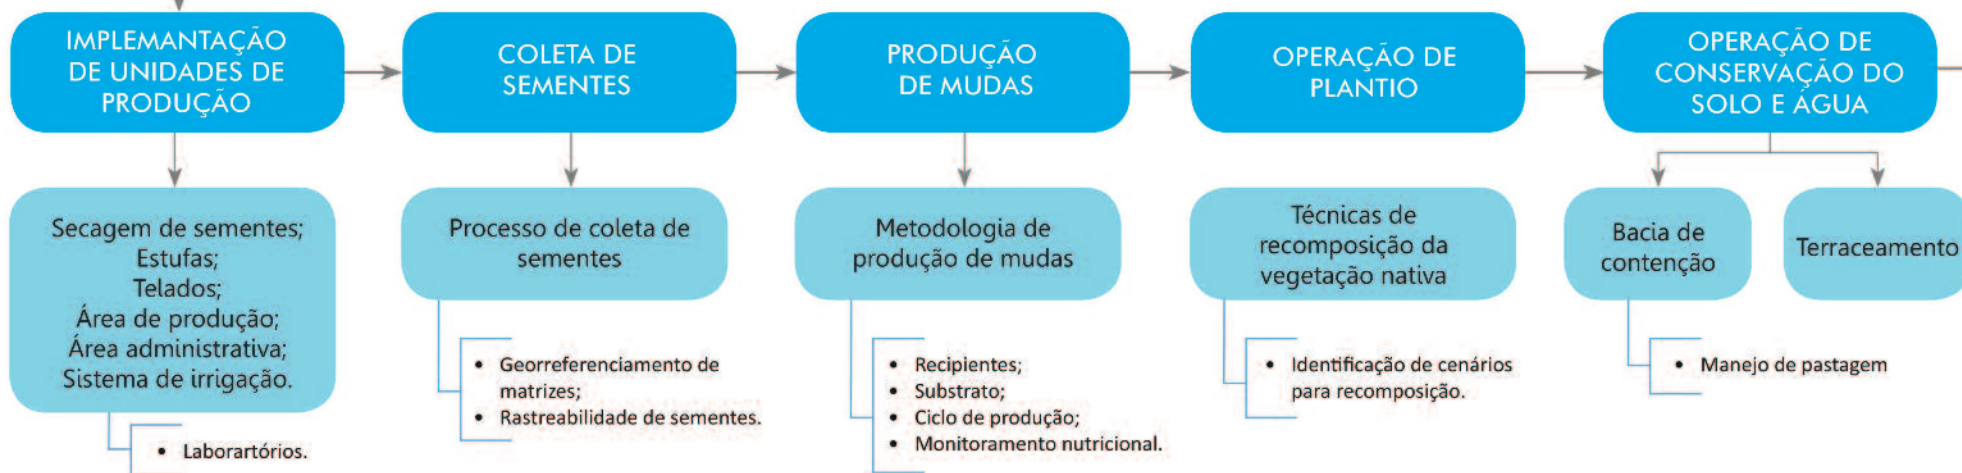 IMPLEMANTAÇÃO
DE UNIDADES DE
PRODUÇÃO
COLETA DE
SEMENTES
PRODUÇÃO
DE MUDAS
OPERAÇÃO DE
PLANTIO
OPERAÇÃO DE
CONSERVAÇÃO DO
SOLO E ÁGUA
Secagem de sementes;
Estufas;
Telados;
Área de produção;
Área administrativa;
Sistema de irrigação.
• Laborartórios.
Processo de coleta de
sementes
• Georreferenciamento de
matrizes;
• Rastreabilidade de sementes.
Metodologia de
produção de mudas
• Recipientes;
• Substrato;
• Ciclo de produção;
• Monitoramento nutricional.
Técnicas de
recomposição da
vegetação nativa
• Identificação de cenários
para recomposição.
Bacia de
contenção
• Manejo de pastagem
Terraceamento